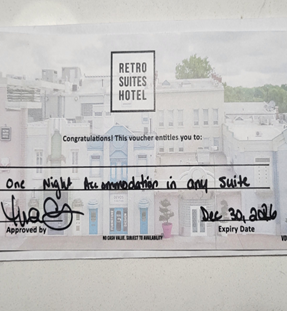 RETRO
SUITES
HOTEL
Congratulations! This voucher entitles you to:
One Night Accommodation in any Suite
Dec 30, 2026
Approved by Expiry Date
NO CASH VALUE, SUBJECT TO AVAILABILITY